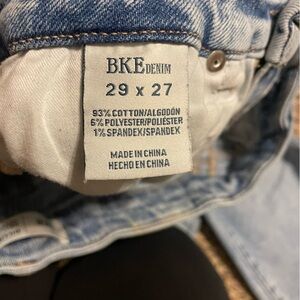 BKE DENIM
29 x 27
93% COTTON/ALGODÓN
6% POLYESTER/POLIÉSTER
1% SPANDEX/SPANDEX
MADE IN CHINA
HECHO EN CHINA